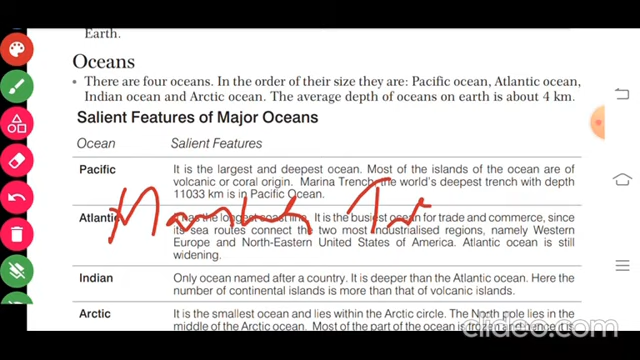 Earth.
Oceans
• There are four oceans. In the order of their size they are: Pacific ocean, Atlantic ocean,
Indian ocean and Arctic ocean. The average depth of oceans on earth is about 4 km.
Salient Features of Major Oceans
Ocean Salient Features
Pacific It is the largest and deepest ocean. Most of the islands of the ocean are of
volcanic or coral origin. Marina Trench, the world's deepest trench with depth
11033 km is in Pacific Ocean.
Atlantic It has the longest coast line. It is the busiest ocean for trade and commerce, since
its sea routes connect the two most industrialised regions, namely Western
Europe and North-Eastern United States of America. Atlantic ocean is still
widening.
Indian Only ocean named after a country. It is deeper than the Atlantic ocean. Here the
number of continental islands is more than that of volcanic islands.
Arctic It is the smallest ocean and lies within the Arctic circle. The North pole lies in the
middle of the Arctic ocean. Most of the part of the ocean is frozen and hence it is
clideo.com